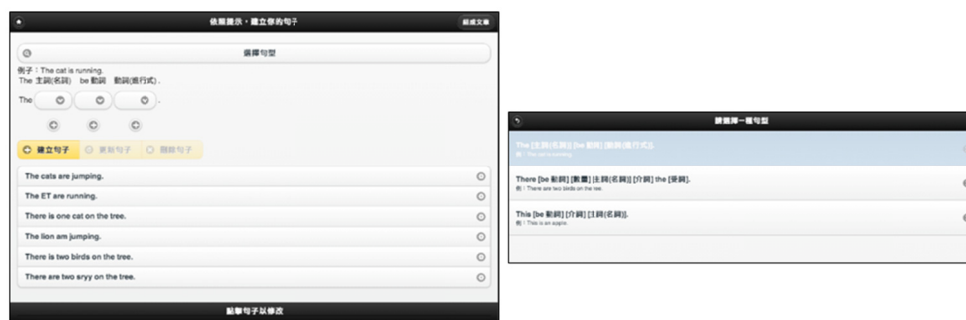 依照提示，建立你的句子
組成文章
選擇句型
例子：The cat is running.
The 主詞(名詞) be 動詞 動詞(進行式).
The .
建立句子 更新句子 刪除句子
The cats are jumping.
The ET are running.
There is one cat on the tree.
The lion am jumping.
There is two birds on the tree.
There are two sryy on the tree.
點擊句子以修改
請選擇一種句型
The [主詞(名詞)] [be 動詞] [動詞(進行式)].
例：The cat is running.
There [be 動詞] [數量] [主詞(名詞)] [介詞] the [受詞].
例：There are two birds on the tree.
This [be 動詞] [介詞] [主詞(名詞)].
例：This is an apple.